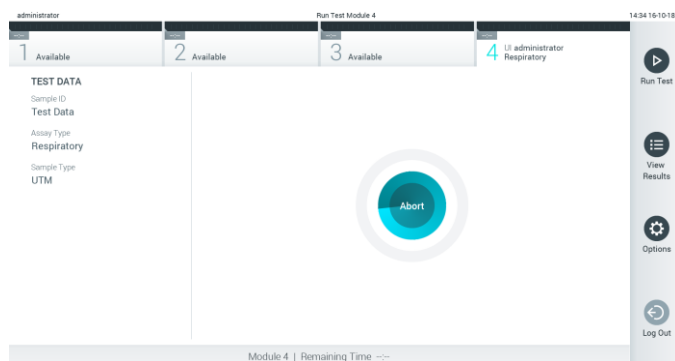 administrator
Run Test Module 4
14:34 16-10-18
-:-
1 Available
-:-
2 Available
-:-
3 Available
-:-
4 UI administrator
Respiratory
TEST DATA
Sample ID
Test Data
Assay Type
Respiratory
Sample Type
UTM
Abort
Run Test
View
Results
Options
Log Out
Module 4 | Remaining Time -:-